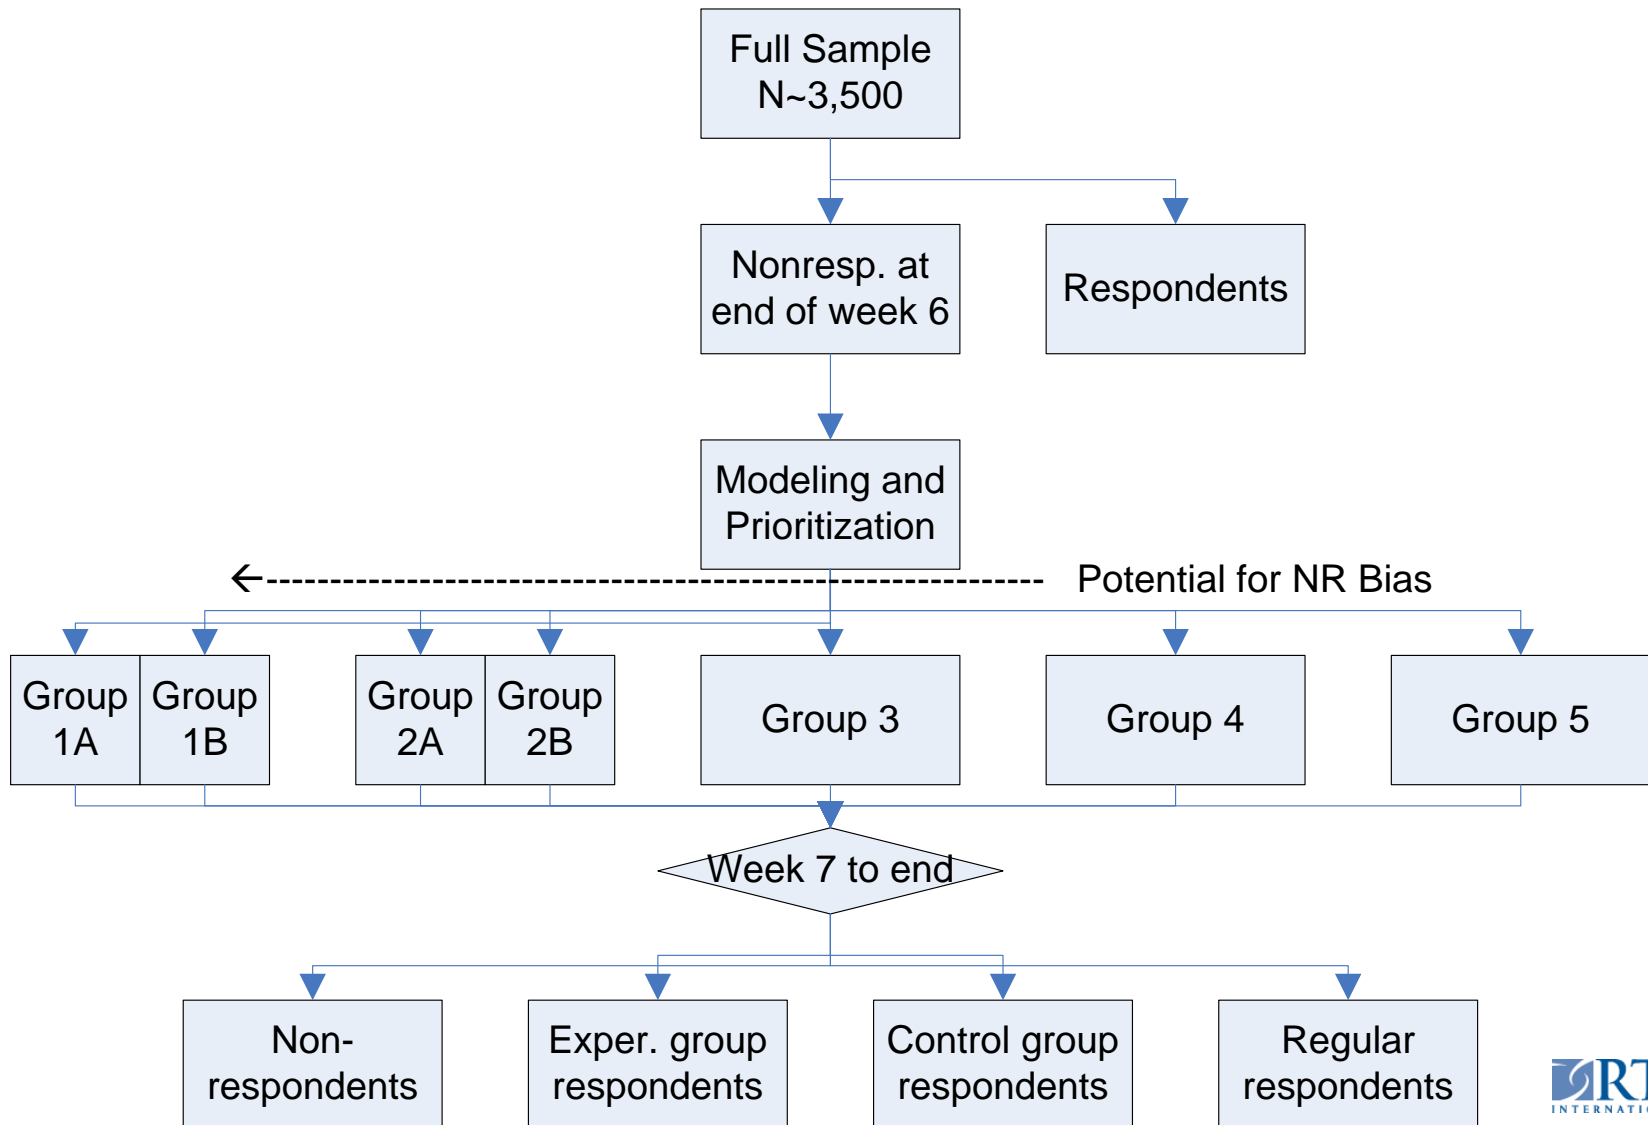 Full Sample
N~3,500
Nonresp. at
end of week 6
Respondents
Modeling and
Prioritization
Potential for NR Bias
Group
1A
Group
1B
Group
2A
Group
2B
Group 3
Group 4
Group 5
Week 7 to end
Non-
respondents
Exper. group
respondents
Control group
respondents
Regular
respondents